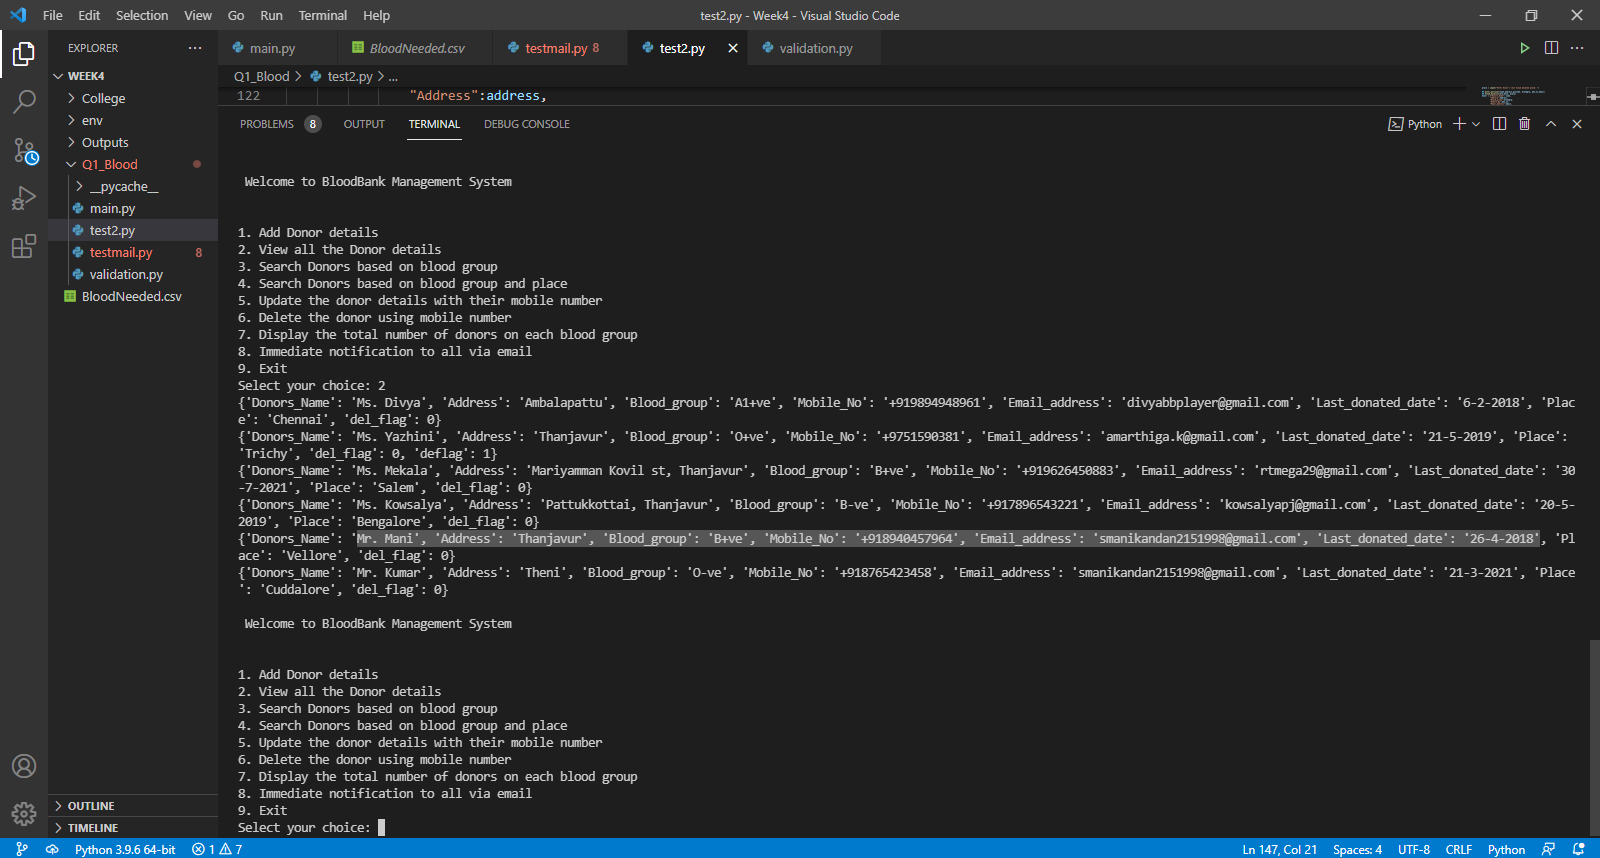 File Edit Selection View Go Run Terminal Help test2.py - Week4 - Visual Studio Code
EXPLORER
WEEK4
College
env
Outputs
Q1_Blood
__pycache__
main.py
test2.py
testmail.py 8
validation.py
BloodNeeded.csv
OUTLINE
TIMELINE
main.py BloodNeeded.csv testmail.py 8 test2.py validation.py
Q1_Blood > test2.py > ...
122 "Address":address,
PROBLEMS 8 OUTPUT TERMINAL DEBUG CONSOLE Python
Welcome to BloodBank Management System
1. Add Donor details
2. View all the Donor details
3. Search Donors based on blood group
4. Search Donors based on blood group and place
5. Update the donor details with their mobile number
6. Delete the donor using mobile number
7. Display the total number of donors on each blood group
8. Immediate notification to all via email
9. Exit
Select your choice: 2
{'Donors_Name': 'Ms. Divya', 'Address': 'Ambalapattu', 'Blood_group': 'A1+ve', 'Mobile_No': '+919894948961', 'Email_address': 'divyabbplayer@gmail.com', 'Last_donated_date': '6-2-2018', 'Plac
e': 'Chennai', 'del_flag': 0}
{'Donors_Name': 'Ms. Yazhini', 'Address': 'Thanjavur', 'Blood_group': 'O+ve', 'Mobile_No': '+9751590381', 'Email_address': 'amarthiga.k@gmail.com', 'Last_donated_date': '21-5-2019', 'Place':
'Trichy', 'del_flag': 0, 'deflag': 1}
{'Donors_Name': 'Ms. Mekala', 'Address': 'Mariyamman Kovil st, Thanjavur', 'Blood_group': 'B+ve', 'Mobile_No': '+919626450883', 'Email_address': 'rtmega29@gmail.com', 'Last_donated_date': '30
-7-2021', 'Place': 'Salem', 'del_flag': 0}
{'Donors_Name': 'Ms. Kowsalya', 'Address': 'Pattukkottai, Thanjavur', 'Blood_group': 'B-ve', 'Mobile_No': '+917896543221', 'Email_address': 'kowsalyapj@gmail.com', 'Last_donated_date': '20-5-
2019', 'Place': 'Bengalore', 'del_flag': 0}
{'Donors_Name': 'Mr. Mani', 'Address': 'Thanjavur', 'Blood_group': 'B+ve', 'Mobile_No': '+918940457964', 'Email_address': 'smanikandan2151998@gmail.com', 'Last_donated_date': '26-4-2018', 'Pl
ace': 'Vellore', 'del_flag': 0}
{'Donors_Name': 'Mr. Kumar', 'Address': 'Theni', 'Blood_group': 'O-ve', 'Mobile_No': '+918765423458', 'Email_address': 'smanikandan2151998@gmail.com', 'Last_donated_date': '21-3-2021', 'Place
': 'Cuddalore', 'del_flag': 0}
Welcome to BloodBank Management System
1. Add Donor details
2. View all the Donor details
3. Search Donors based on blood group
4. Search Donors based on blood group and place
5. Update the donor details with their mobile number
6. Delete the donor using mobile number
7. Display the total number of donors on each blood group
8. Immediate notification to all via email
9. Exit
Select your choice:
Python 3.9.6 64-bit 1 7 Ln 147, Col 21 Spaces: 4 UTF-8 CRLF Python